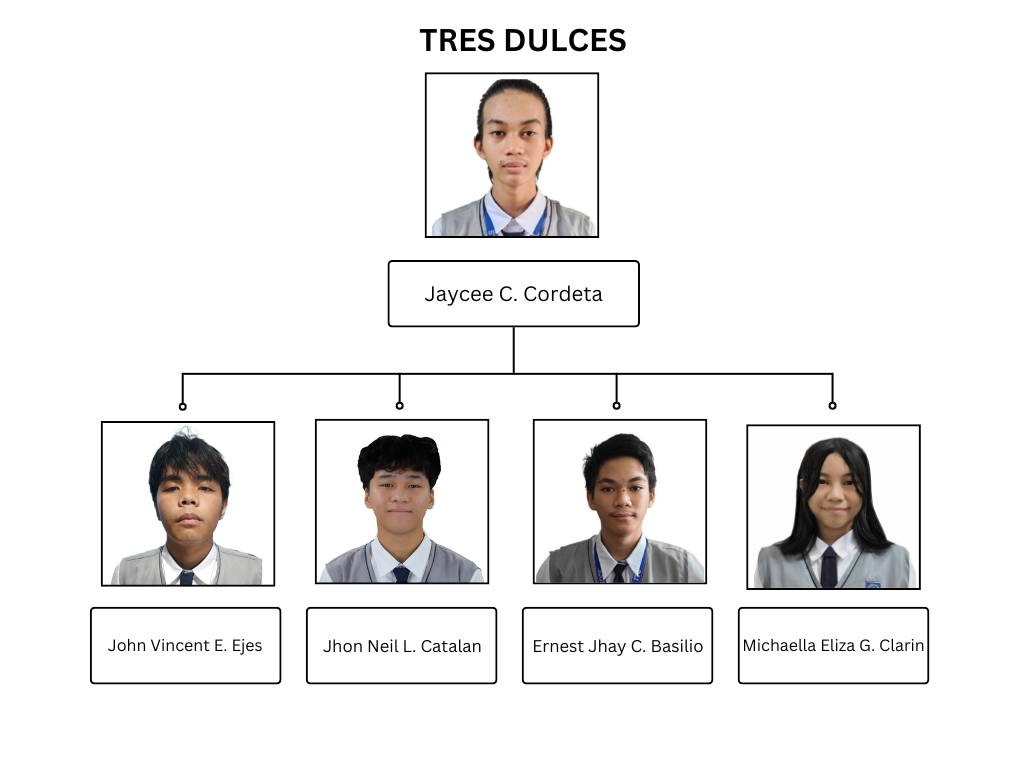 TRES DULCES
Jaycee C. Cordeta
John Vincent E. Ejes
Jhon Neil L. Catalan
Ernest Jhay C. Basilio
Michaella Eliza G. Clarin